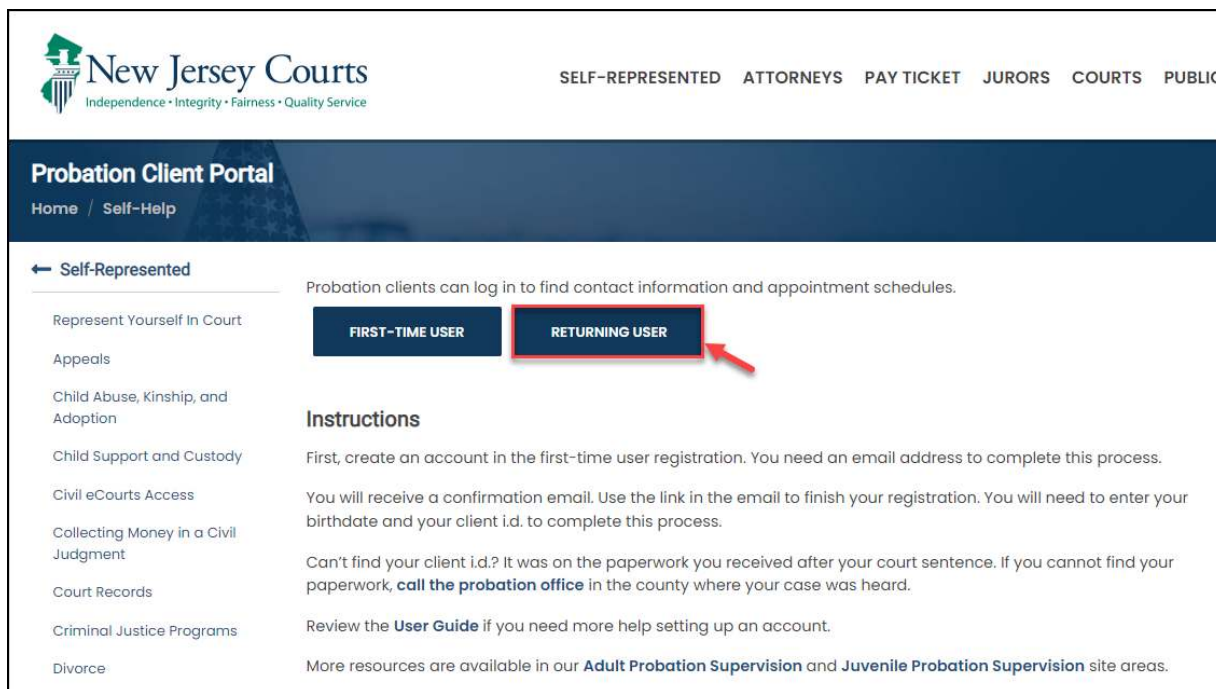 New Jersey Courts
Independence • Integrity • Fairness • Quality Service
SELF-REPRESENTED ATTORNEYS PAY TICKET JURORS COURTS PUBLIC
Probation Client Portal
Home / Self-Help
Self-Represented
Represent Yourself In Court
Appeals
Child Abuse, Kinship, and
Adoption
Child Support and Custody
Civil eCourts Access
Collecting Money in a Civil
Judgment
Court Records
Criminal Justice Programs
Divorce
Probation clients can log in to find contact information and appointment schedules.
FIRST-TIME USER RETURNING USER
Instructions
First, create an account in the first-time user registration. You need an email address to complete this process.
You will receive a confirmation email. Use the link in the email to finish your registration. You will need to enter your
birthdate and your client i.d. to complete this process.
Can't find your client i.d.? It was on the paperwork you received after your court sentence. If you cannot find your
paperwork, call the probation office in the county where your case was heard.
Review the User Guide if you need more help setting up an account.
More resources are available in our Adult Probation Supervision and Juvenile Probation Supervision site areas.